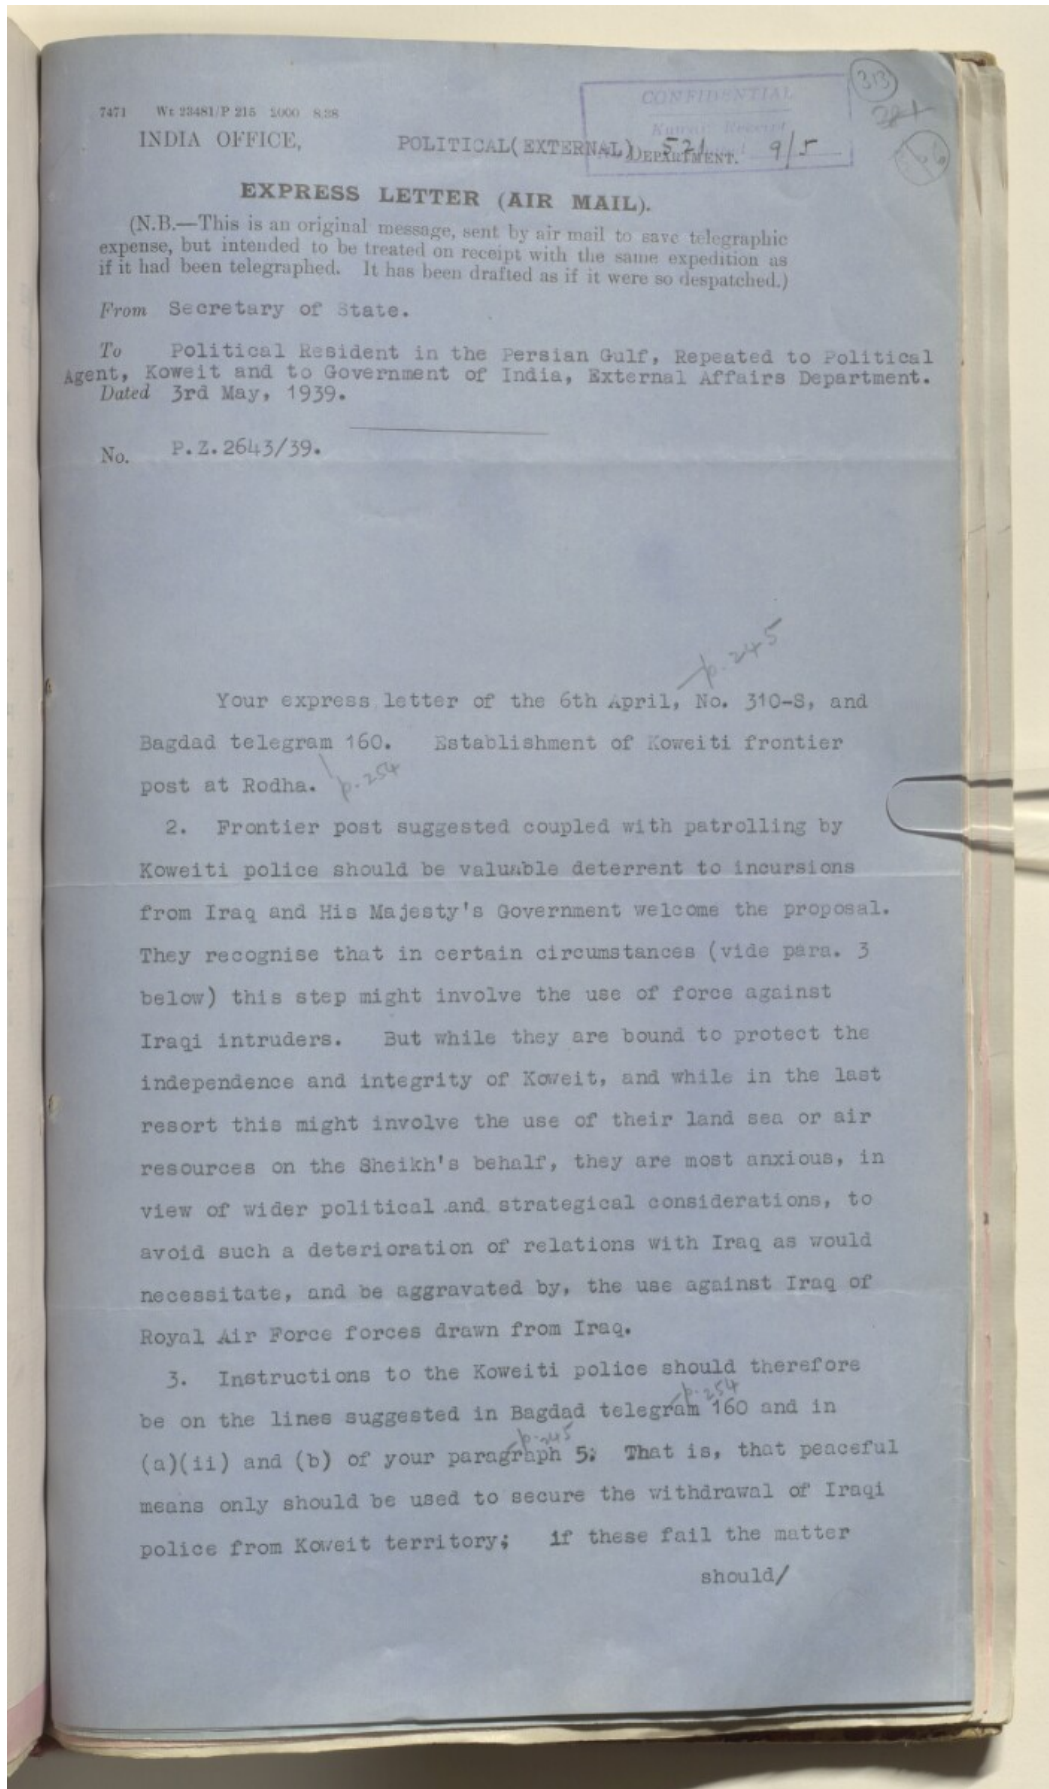 7471 Wt 23481/P 215 5000 8.38
CONFIDENTIAL
Kuwait Receipt
313
INDIA OFFICE,
POLITICAL(EXTERNAL) DEPARTMENT.
521 9/5
EXPRESS LETTER (AIR MAIL).
(N.B.—This is an original message, sent by air mail to save telegraphic
expense, but intended to be treated on receipt with the same expedition as
if it had been telegraphed. It has been drafted as if it were so despatched.)
From Secretary of State.
To Political Resident in the Persian Gulf, Repeated to Political
Agent, Koweit and to Government of India, External Affairs Department.
Dated 3rd May, 1939.
No. P.Z.2643/39.
p.245
Your express letter of the 6th April, No. 310-S, and
Bagdad telegram 160. Establishment of Koweiti frontier
post at Rodha. p.254
2. Frontier post suggested coupled with patrolling by
Koweiti police should be valuable deterrent to incursions
from Iraq and His Majesty's Government welcome the proposal.
They recognise that in certain circumstances (vide para. 3
below) this step might involve the use of force against
Iraqi intruders. But while they are bound to protect the
independence and integrity of Koweit, and while in the last
resort this might involve the use of their land sea or air
resources on the Sheikh's behalf, they are most anxious, in
view of wider political and strategical considerations, to
avoid such a deterioration of relations with Iraq as would
necessitate, and be aggravated by, the use against Iraq of
Royal Air Force forces drawn from Iraq.
3. Instructions to the Koweiti police should therefore
p.254
be on the lines suggested in Bagdad telegram 160 and in
p.245
(a)(ii) and (b) of your paragraph 5: That is, that peaceful
means only should be used to secure the withdrawal of Iraqi
police from Koweit territory; if these fail the matter
should/